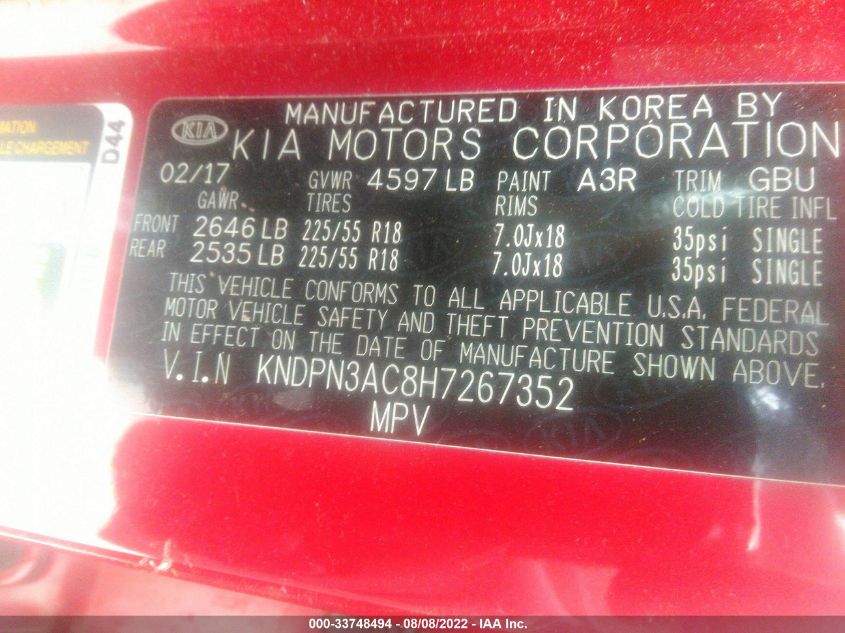 MATION
LE CHARGEMENT
D44
KIA
MANUFACTURED IN KOREA BY
KIA MOTORS CORPORATION
02/17 GVWR 4597 LB PAINT A3R TRIM GBU
GAWR TIRES RIMS COLD TIRE INFL
FRONT 2646 LB 225/55 R18 7.0Jx18 35psi SINGLE
REAR 2535 LB 225/55 R18 7.0Jx18 35psi SINGLE
THIS VEHICLE CONFORMS TO ALL APPLICABLE U.S.A. FEDERAL
MOTOR VEHICLE SAFETY AND THEFT PREVENTION STANDARDS
IN EFFECT ON THE DATE OF MANUFACTURE SHOWN ABOVE.
V.I.N KNDPN3AC8H7267352
MPV
000-33748494 - 08/08/2022 - IAA Inc.